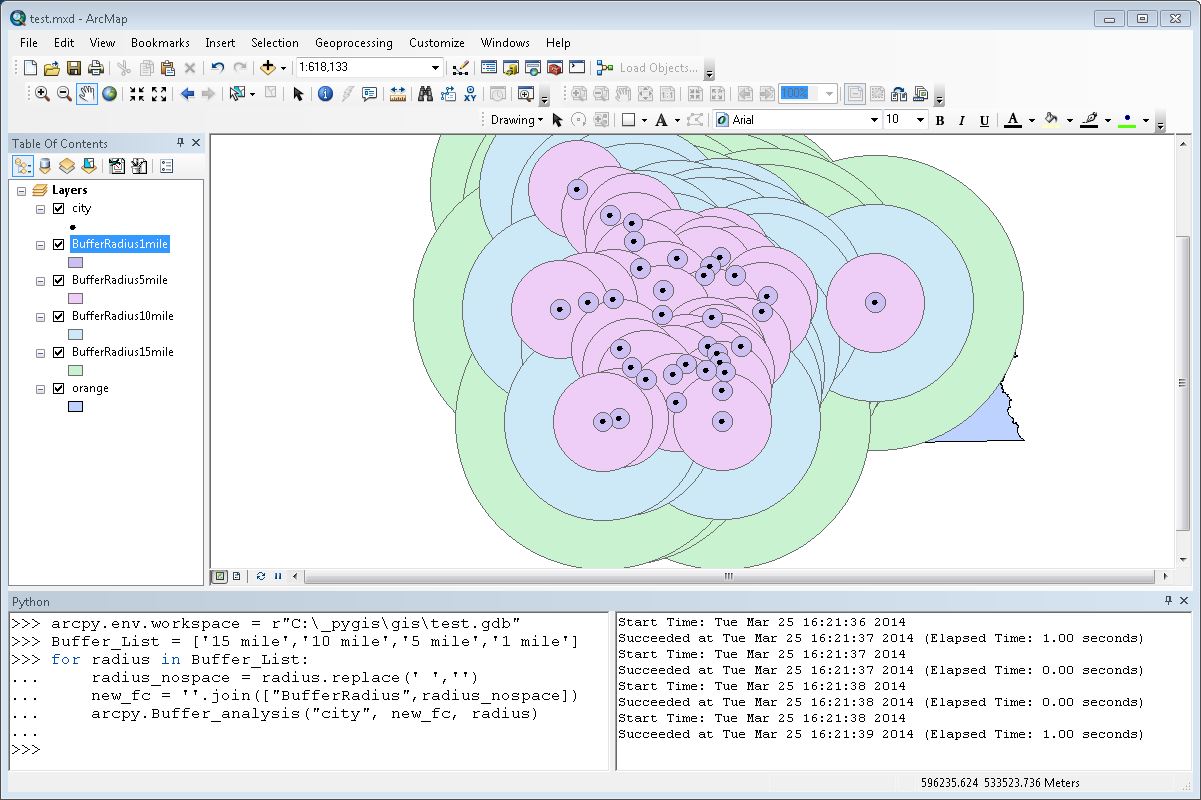 test.mxd - ArcMap
File Edit View Bookmarks Insert Selection Geoprocessing Customize Windows Help
1:618,133 Load Objects...
100%
Drawing A Arial 10 B I U A
Table Of Contents
Layers
city
BufferRadius1mile
BufferRadius5mile
BufferRadius10mile
BufferRadius15mile
orange
Python
>>> arcpy.env.workspace = r"C:\_pygis\gis\test.gdb"
>>> Buffer_List = ['15 mile','10 mile','5 mile','1 mile']
>>> for radius in Buffer_List:
...     radius_nospace = radius.replace(' ','')
...     new_fc = ''.join(["BufferRadius",radius_nospace])
...     arcpy.Buffer_analysis("city", new_fc, radius)
...
>>>
Start Time: Tue Mar 25 16:21:36 2014
Succeeded at Tue Mar 25 16:21:37 2014 (Elapsed Time: 1.00 seconds)
Start Time: Tue Mar 25 16:21:37 2014
Succeeded at Tue Mar 25 16:21:37 2014 (Elapsed Time: 0.00 seconds)
Start Time: Tue Mar 25 16:21:38 2014
Succeeded at Tue Mar 25 16:21:38 2014 (Elapsed Time: 0.00 seconds)
Start Time: Tue Mar 25 16:21:38 2014
Succeeded at Tue Mar 25 16:21:39 2014 (Elapsed Time: 1.00 seconds)
596235.624 533523.736 Meters